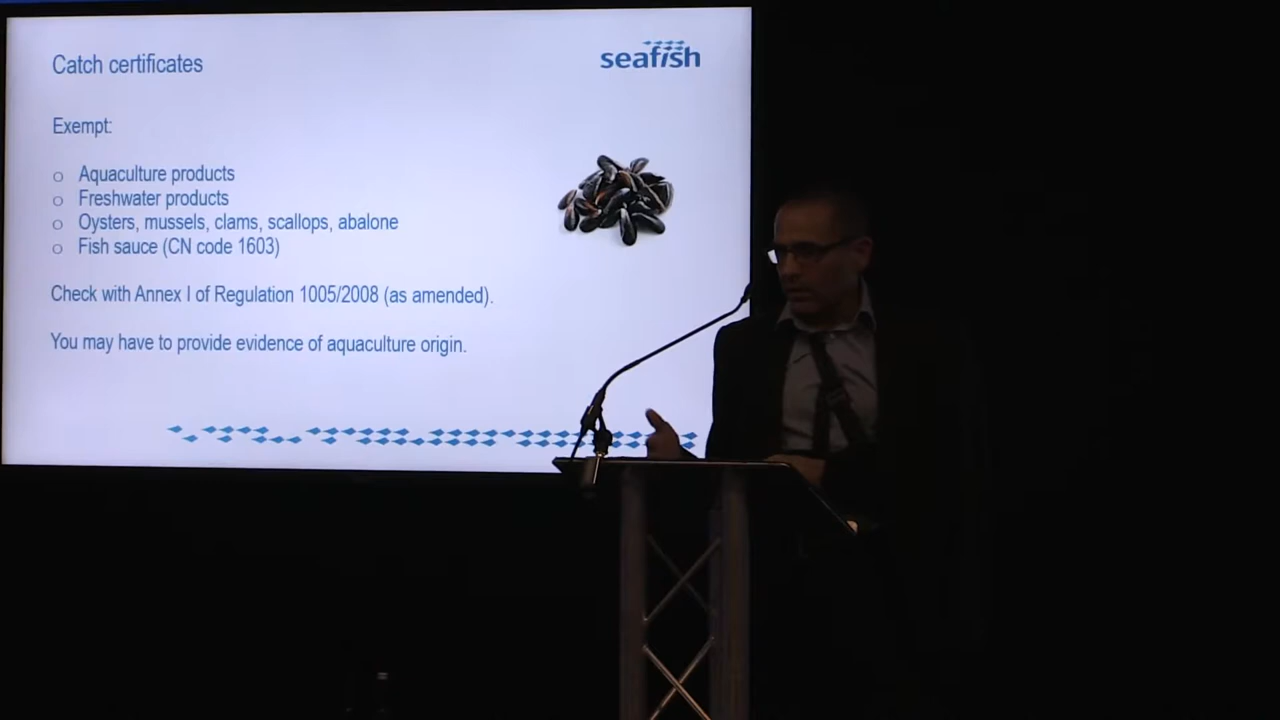 Catch certificates
seafish
Exempt:
o Aquaculture products
o Freshwater products
o Oysters, mussels, clams, scallops, abalone
o Fish sauce (CN code 1603)
Check with Annex I of Regulation 1005/2008 (as amended).
You may have to provide evidence of aquaculture origin.